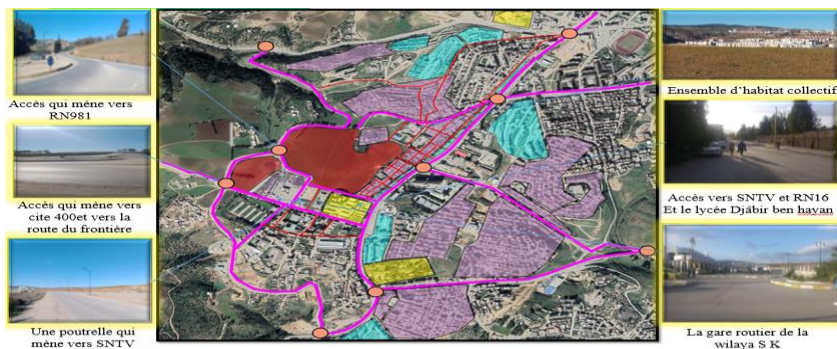 Accès qui mène vers
RN981
Accès qui mène vers
cite 400et vers la
route du frontière
Une poutrelle qui
mène vers SNTV
Ensemble d’habitat collectif
Accès vers SNTV et RN16
Et le lycée Djâbir ben hayan
La gare routier de la
wilaya S K